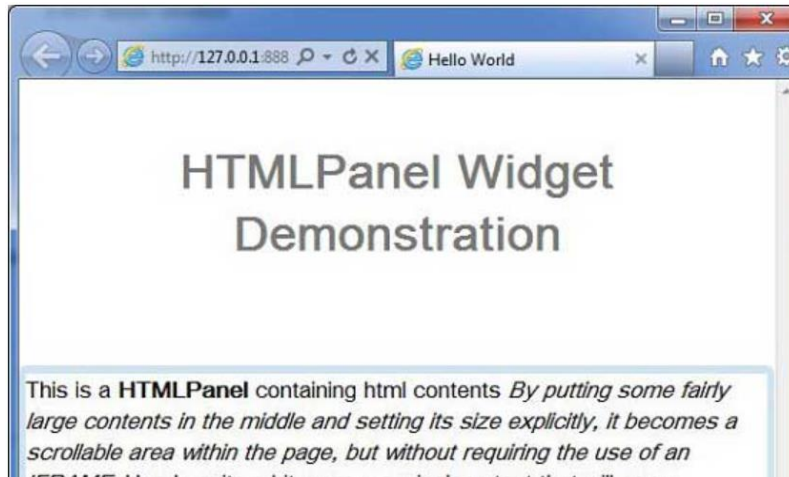 http://127.0.0.1:888
Hello World
HTMLPanel Widget
Demonstration
This is a HTMLPanel containing html contents By putting some fairly
large contents in the middle and setting its size explicitly, it becomes a
scrollable area within the page, but without requiring the use of an